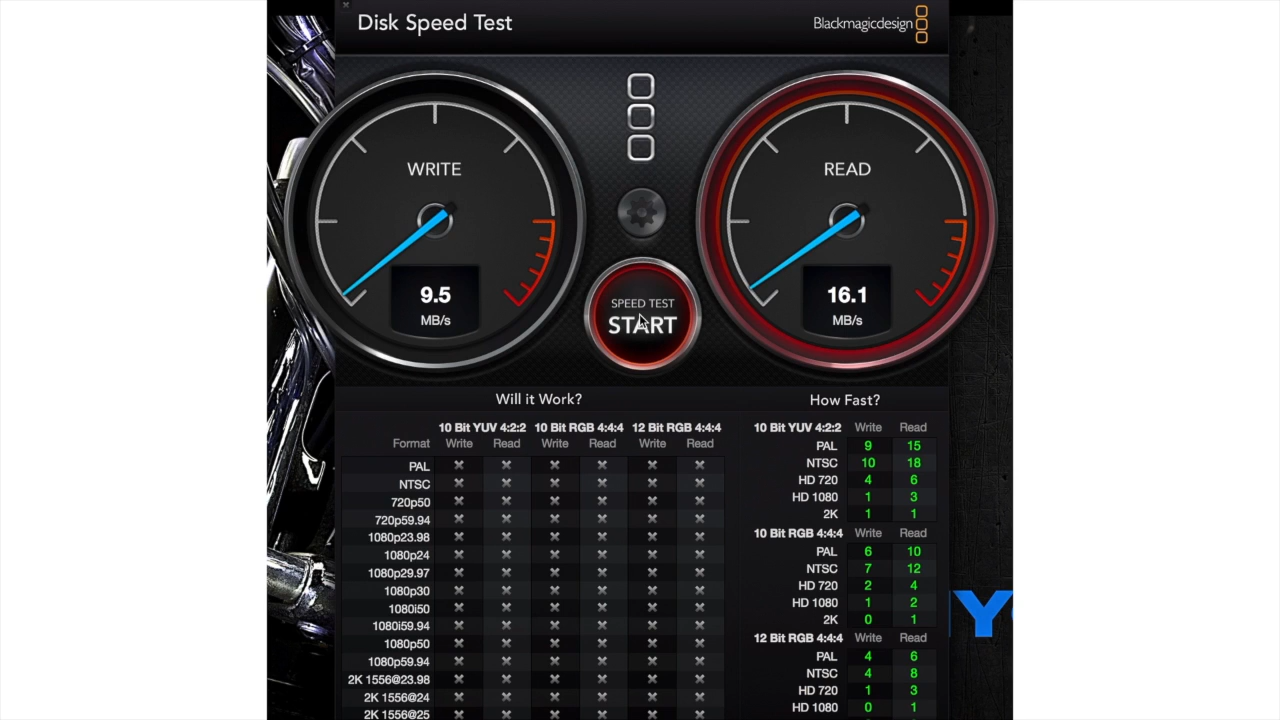 Disk Speed Test
Blackmagicdesign
WRITE
9.5
MB/s
SPEED TEST
START
READ
16.1
MB/s
Will it Work?
10 Bit YUV 4:2:2 10 Bit RGB 4:4:4 12 Bit RGB 4:4:4
Format Write Read Write Read Write Read
PAL
NTSC
720p50
720p59.94
1080p23.98
1080p24
1080p29.97
1080p30
1080i50
1080i59.94
1080p50
1080p59.94
2K 1556@23.98
2K 1556@24
2K 1556@25
How Fast?
10 Bit YUV 4:2:2 Write Read
PAL 9 15
NTSC 10 18
HD 720 4 6
HD 1080 1 3
2K 1 1
10 Bit RGB 4:4:4 Write Read
PAL 6 10
NTSC 7 12
HD 720 2 4
HD 1080 1 2
2K 0 1
12 Bit RGB 4:4:4 Write Read
PAL 4 6
NTSC 4 8
HD 720 1 3
HD 1080 0 1